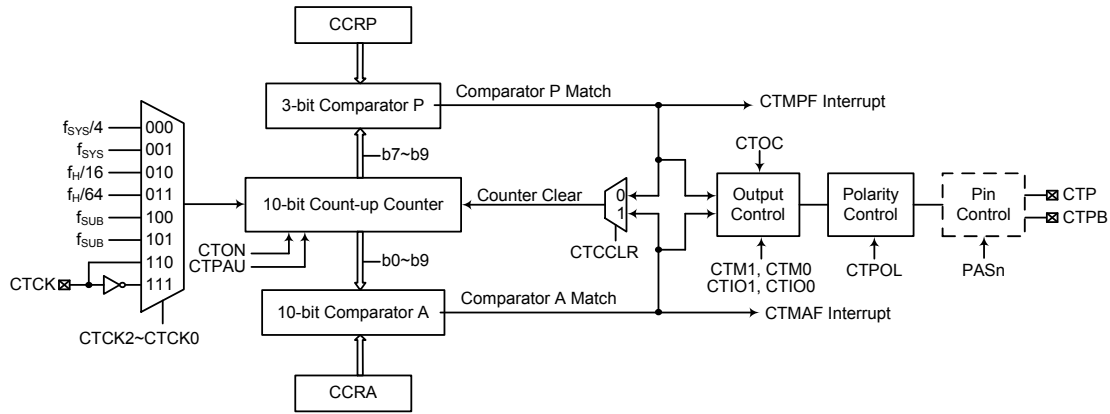 CCRP
3-bit Comparator P
Comparator P Match
CTMPF Interrupt
b7~b9
fSYS/4
000
fSYS
001
fH/16
010
fH/64
011
fSUB
100
fSUB
101
110
CTCK
111
CTCK2~CTCK0
10-bit Count-up Counter
CTON
CTPAU
Counter Clear
0
1
CTCCLR
b0~b9
10-bit Comparator A
Comparator A Match
CTMAF Interrupt
CCRA
CTOC
Output
Control
CTM1, CTM0
CTIO1, CTIO0
Polarity
Control
CTPOL
Pin
Control
PASn
CTP
CTPB